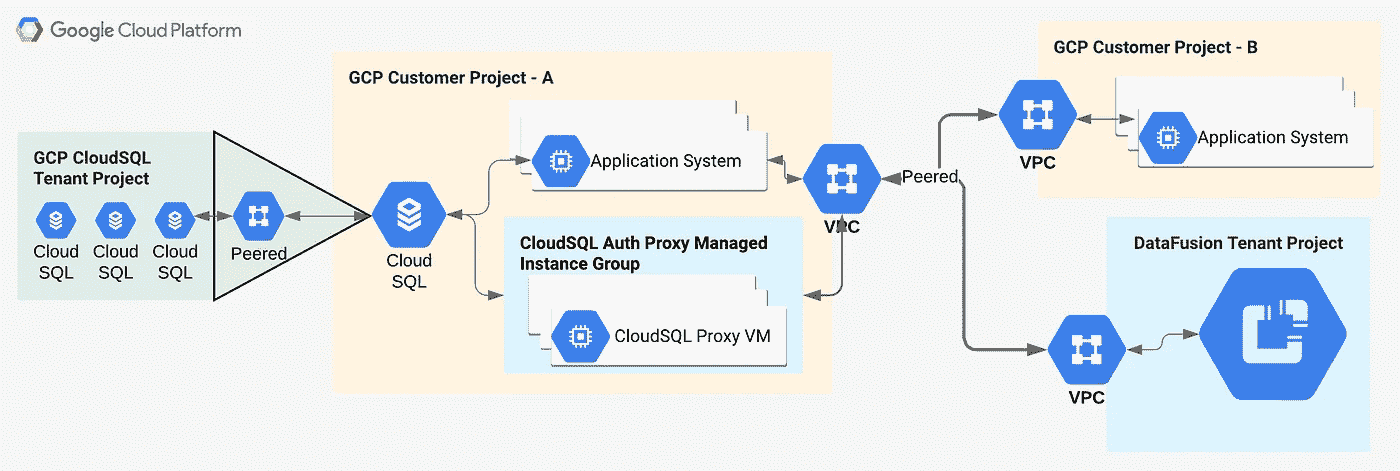 Google Cloud Platform
GCP CloudSQL
Tenant Project
Cloud
SQL
Cloud
SQL
Cloud
SQL
Peered
GCP Customer Project - A
Cloud
SQL
Application System
CloudSQL Auth Proxy Managed
Instance Group
CloudSQL Proxy VM
VPC
Peered
GCP Customer Project - B
VPC
Application System
DataFusion Tenant Project
VPC